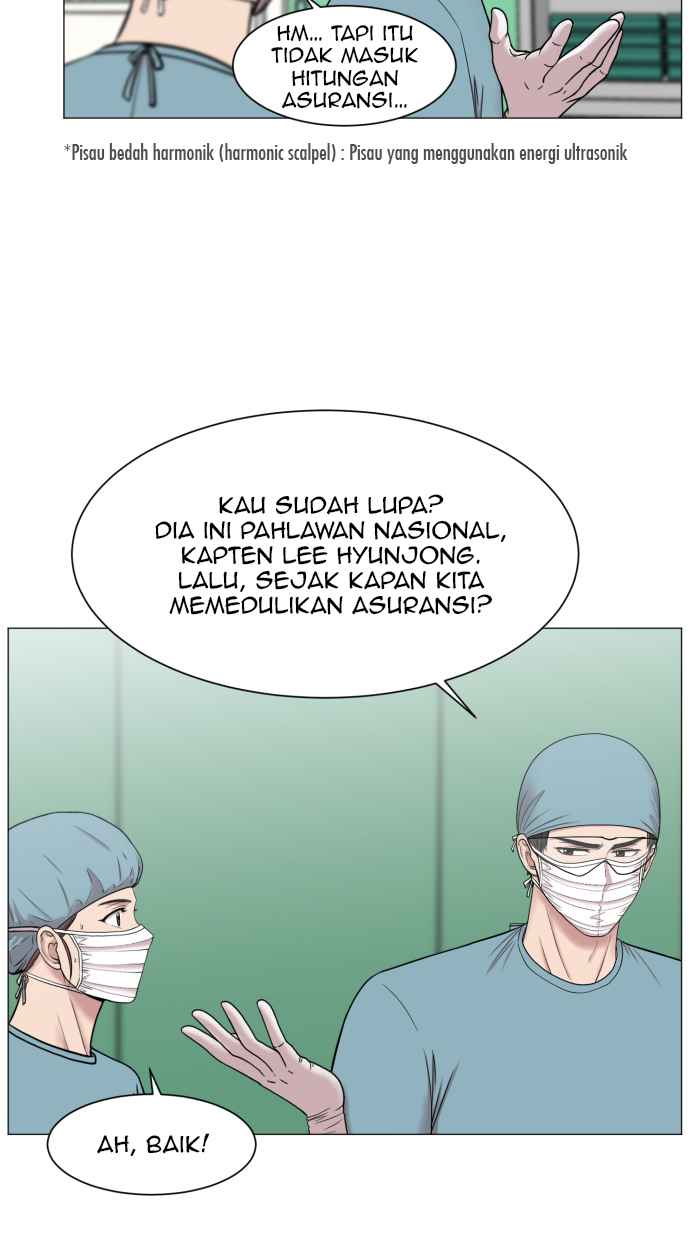 HM... TAPI ITU
TIDAK MASUK
HITUNGAN
ASURANSI...
*Pisau bedah harmonik (harmonic scalpel) : Pisau yang menggunakan energi ultrasonik
KAU SUDAH LUPA?
DIA INI PAHLAWAN NASIONAL,
KAPTEN LEE HYUNJONG.
LALU, SEJAK KAPAN KITA
MEMEDULIKAN ASURANSI?
AH, BAIK!